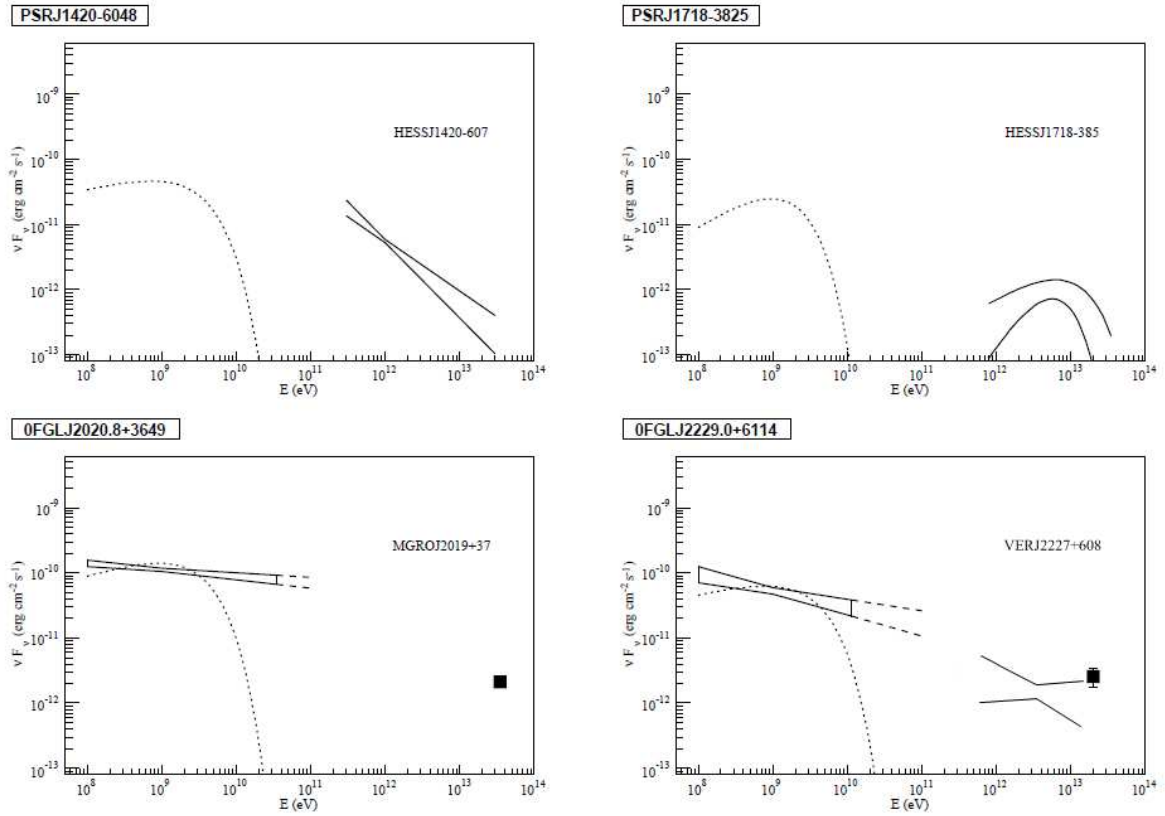 PSRJ1420-6048
PSRJ1718-3825
ν Fν (erg cm-2 s-1)
10-9
10-10
10-11
10-12
10-13
HESSJ1420-607
10^8 10^9 10^10 10^11 10^12 10^13 10^14
E (eV)
ν Fν (erg cm-2 s-1)
10-9
10-10
10-11
10-12
10-13
HESSJ1718-385
10^8 10^9 10^10 10^11 10^12 10^13 10^14
E (eV)
0FGLJ2020.8+3649
0FGLJ2229.0+6114
ν Fν (erg cm-2 s-1)
10-9
10-10
10-11
10-12
10-13
MGROJ2019+37
10^8 10^9 10^10 10^11 10^12 10^13 10^14
E (eV)
ν Fν (erg cm-2 s-1)
10-9
10-10
10-11
10-12
10-13
VERJ2227+608
10^8 10^9 10^10 10^11 10^12 10^13 10^14
E (eV)